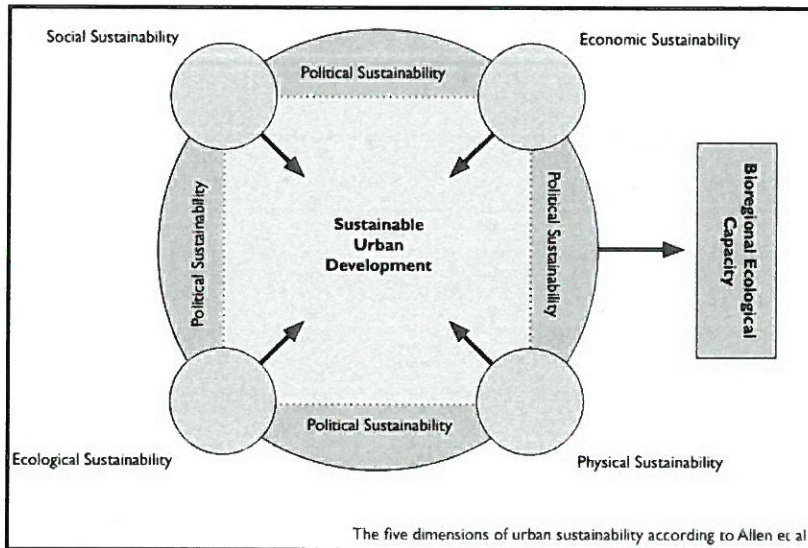 Social Sustainability
Economic Sustainability
Political Sustainability
Political Sustainability
Sustainable
Urban
Development
Political Sustainability
Bioregional Ecological
Capacity
Political Sustainability
Ecological Sustainability
Physical Sustainability
The five dimensions of urban sustainability according to Allen et al